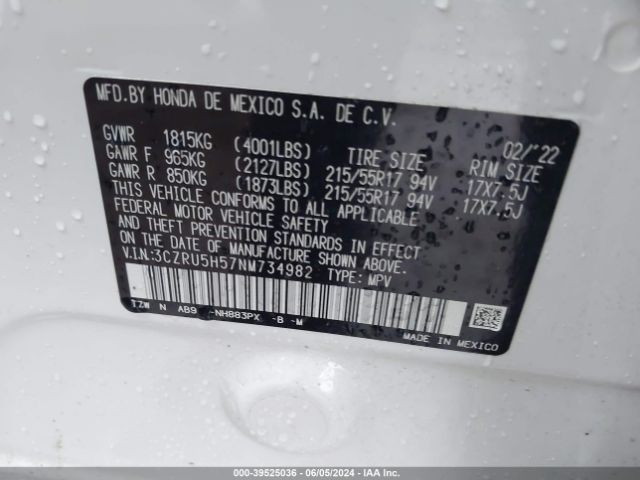 MFD.BY HONDA DE MEXICO S.A. DE C.V.
02/'22
GVWR 1815KG (4001LBS) TIRE SIZE RIM SIZE
GAWR F 965KG (2127LBS) 215/55R17 94V 17X7.5J
GAWR R 850KG (1873LBS) 215/55R17 94V 17X7.5J
THIS VEHICLE CONFORMS TO ALL APPLICABLE
FEDERAL MOTOR VEHICLE SAFETY
AND THEFT PREVENTION STANDARDS IN EFFECT ON THE DATE OF MANUFACTURE SHOWN ABOVE.
V.I.N.:3CZRU5H57NM734982 TYPE: MPV
TZW N AB9 -NH883PX -B -M
MADE IN MEXICO
000-39525036 - 06/05/2024 - IAAI.com